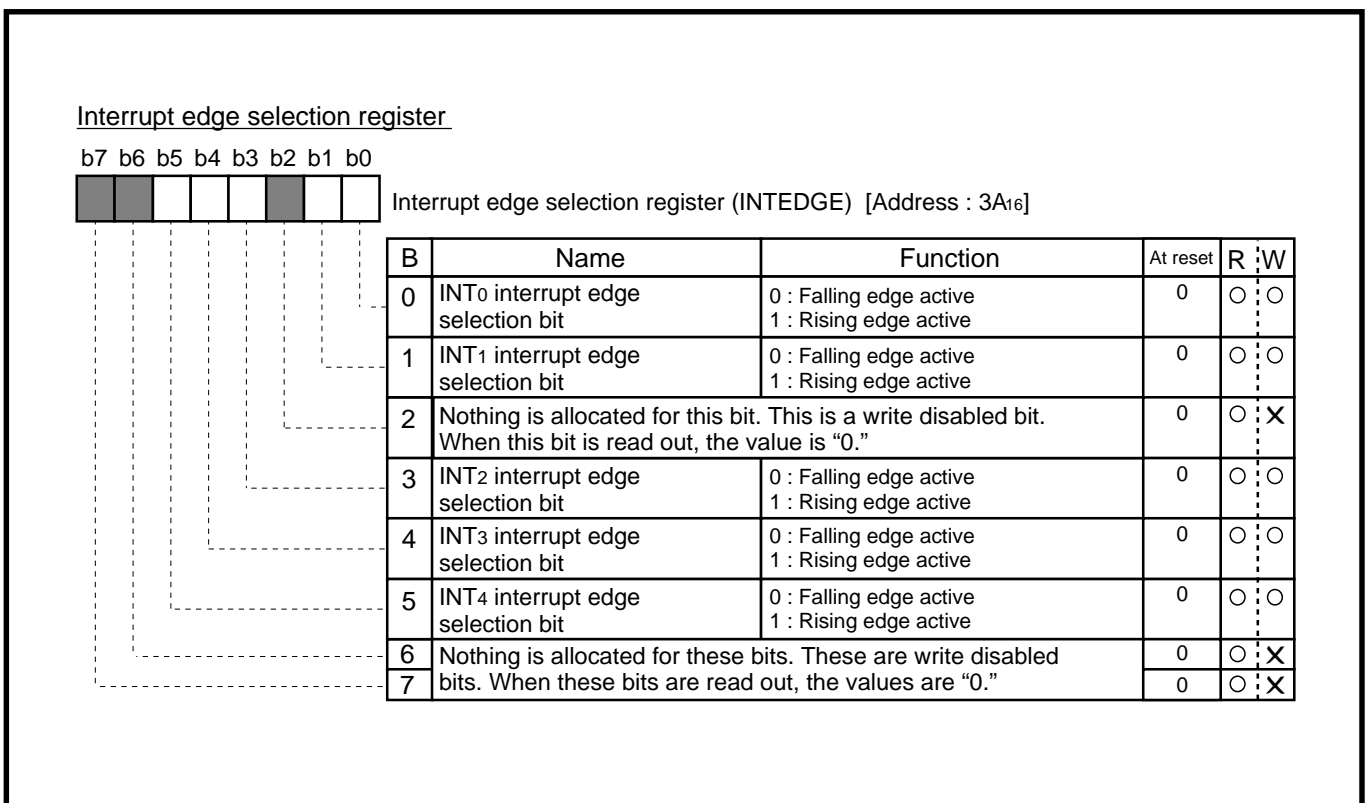 Interrupt edge selection register
b7 b6 b5 b4 b3 b2 b1 b0
Interrupt edge selection register (INTEDGE) [Address : 3A16]
B Name Function At reset R W
0 INT0 interrupt edge 0 : Falling edge active 0 ○ ○
selection bit 1 : Rising edge active
1 INT1 interrupt edge 0 : Falling edge active 0 ○ ○
selection bit 1 : Rising edge active
2 Nothing is allocated for this bit. This is a write disabled bit. 0 ○ ✕
When this bit is read out, the value is “0.”
3 INT2 interrupt edge 0 : Falling edge active 0 ○ ○
selection bit 1 : Rising edge active
4 INT3 interrupt edge 0 : Falling edge active 0 ○ ○
selection bit 1 : Rising edge active
5 INT4 interrupt edge 0 : Falling edge active 0 ○ ○
selection bit 1 : Rising edge active
6 Nothing is allocated for these bits. These are write disabled 0 ○ ✕
7 bits. When these bits are read out, the values are “0.” 0 ○ ✕